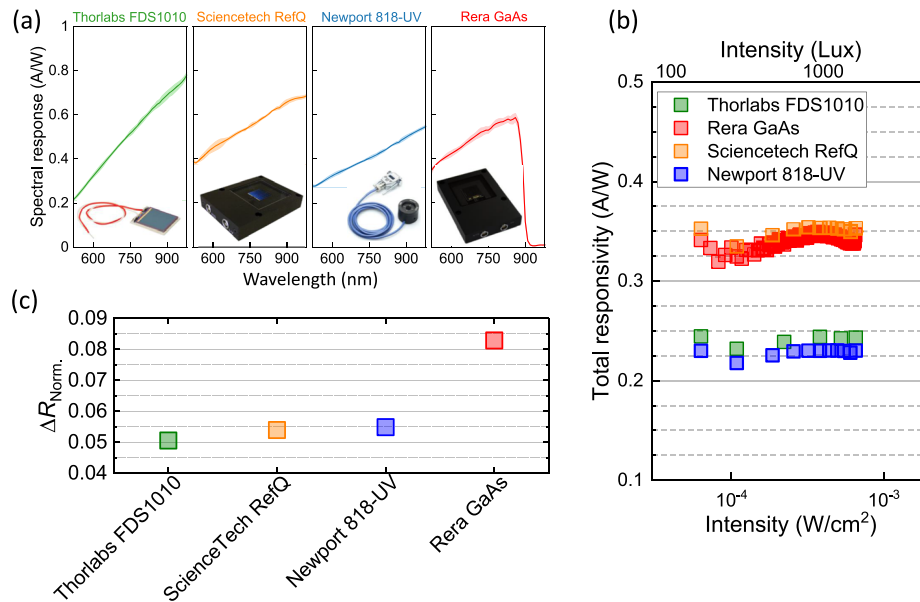 (a)
Thorlabs FDS1010
Sciencetech RefQ
Newport 818-UV
Rera GaAs
Spectral response (A/W)
1
0.8
0.6
0.4
0.2
0
600 750 900
600 750 900
600 750 900
600 750 900
Wavelength (nm)
(b)
Intensity (Lux)
100 1000
Total responsivity (A/W)
0.5
0.4
0.3
0.2
0.1
Thorlabs FDS1010
Rera GaAs
Sciencetech RefQ
Newport 818-UV
10⁻⁴ 10⁻³
Intensity (W/cm²)
(c)
ΔR_Norm.
0.09
0.08
0.07
0.06
0.05
0.04
Thorlabs FDS1010
ScienceTech RefQ
Newport 818-UV
Rera GaAs